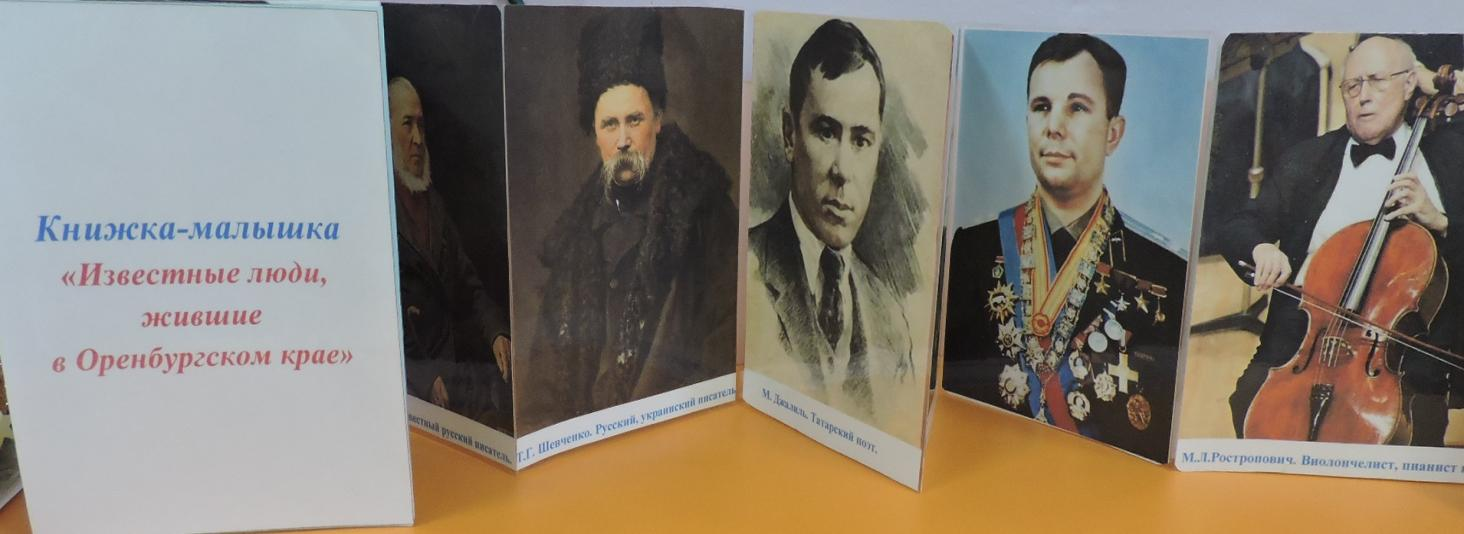 Книжка-малышка
«Известные люди,
жившие
в Оренбургском крае»
вестный русский писатель.
Т.Г. Шевченко. Русский, украинский писатель
М. Джалиль. Татарский поэт.
М.Л.Ростропович. Виолончелист, пианист